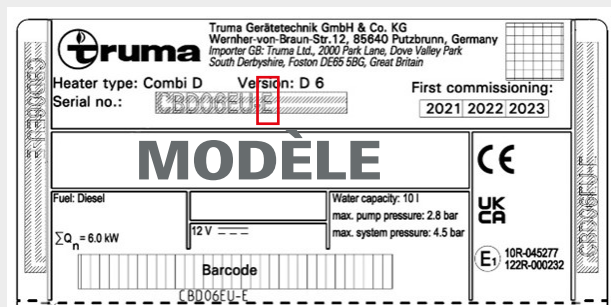 truma
Truma Gerätetechnik GmbH & Co. KG
Wernher-von-Braun-Str.12, 85640 Putzbrunn, Germany
Importer GB: Truma Ltd., 2000 Park Lane, Dove Valley Park
South Derbyshire, Foston DE65 5BG, Great Britain
Heater type: Combi D Version: D 6
First commissioning:
Serial no.: CBD06EU-E
2021 2022 2023
MODÈLE
CE
Fuel: Diesel
Water capacity: 10 l
max. pump pressure: 2.8 bar
UK
CA
∑Qn = 6.0 kW
12 V
max. system pressure: 4.5 bar
E1 10R-045277
122R-000232
Barcode
CBD06EU-E
CBD06EU-E
CBD06EU-E